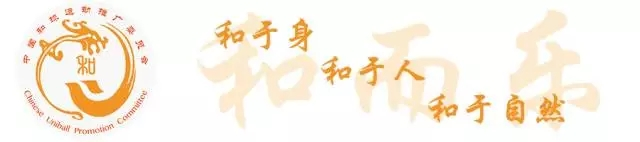 中国和球运动推广委员会
和
Chinese Uniball Promotion Committee
和而乐
和于身
和于人
和于自然